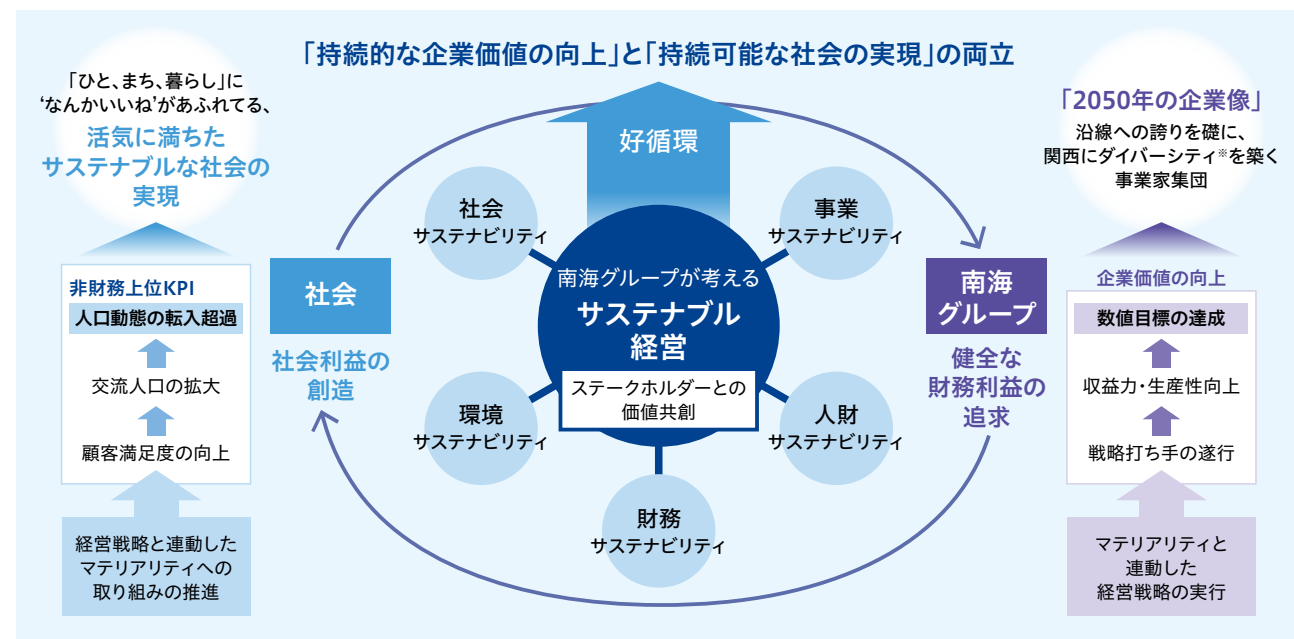 「持続的な企業価値の向上」と「持続可能な社会の実現」の両立
「ひと、まち、暮らし」に
‘なんかいいね’があふれてる、
活気に満ちた
サステナブルな社会の
実現
非財務上位KPI
人口動態の転入超過
交流人口の拡大
顧客満足度の向上
経営戦略と連動した
マテリアリティへの
取り組みの推進
社会
社会利益の
創造
好循環
社会
サステナビリティ
事業
サステナビリティ
南海グループが考える
サステナブル
経営
ステークホルダーとの
価値共創
環境
サステナビリティ
人財
サステナビリティ
財務
サステナビリティ
南海
グループ
健全な
財務利益の
追求
「2050年の企業像」
沿線への誇りを礎に、
関西にダイバーシティ※を築く
事業家集団
企業価値の向上
数値目標の達成
収益力・生産性向上
戦略打ち手の遂行
マテリアリティと
連動した
経営戦略の実行